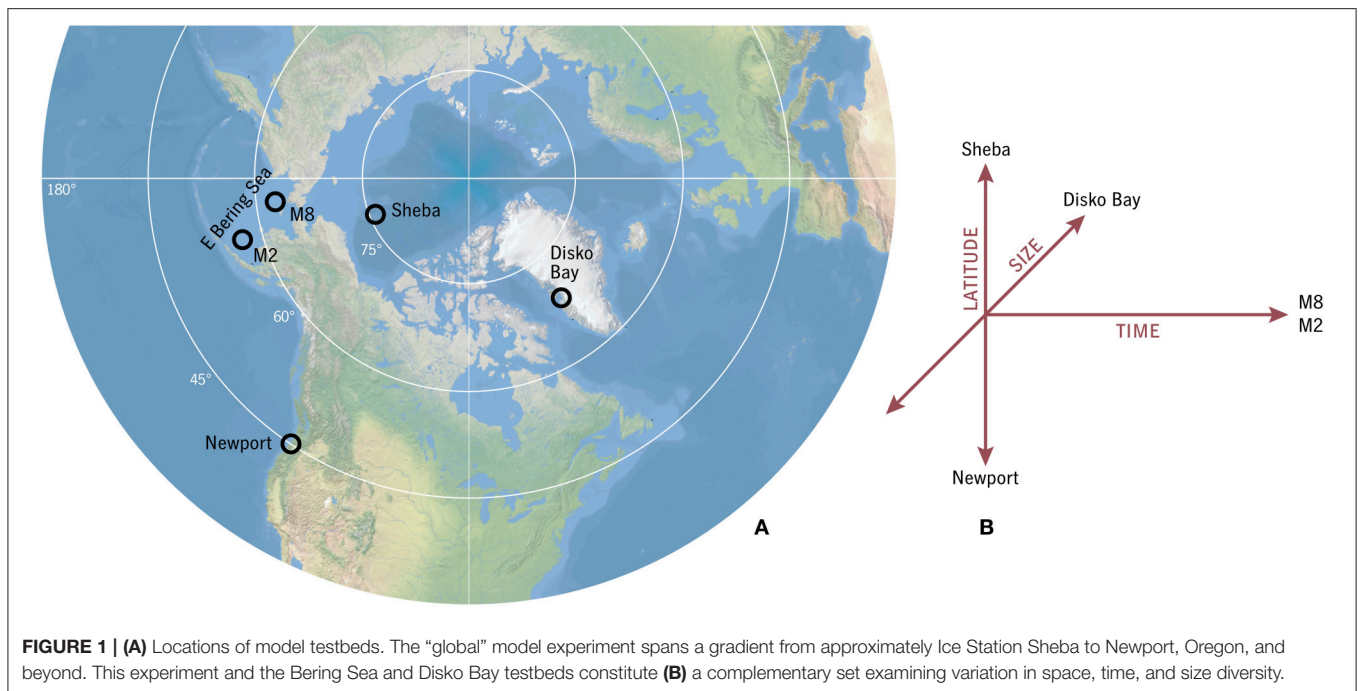 180°
E Bering Sea
M8
M2
Sheba
75°
Disko
Bay
60°
45°
Newport
A
Sheba
Disko Bay
LATITUDE
SIZE
TIME
M8
M2
Newport
B
FIGURE 1 | (A) Locations of model testbeds. The “global” model experiment spans a gradient from approximately Ice Station Sheba to Newport, Oregon, and
beyond. This experiment and the Bering Sea and Disko Bay testbeds constitute (B) a complementary set examining variation in space, time, and size diversity.